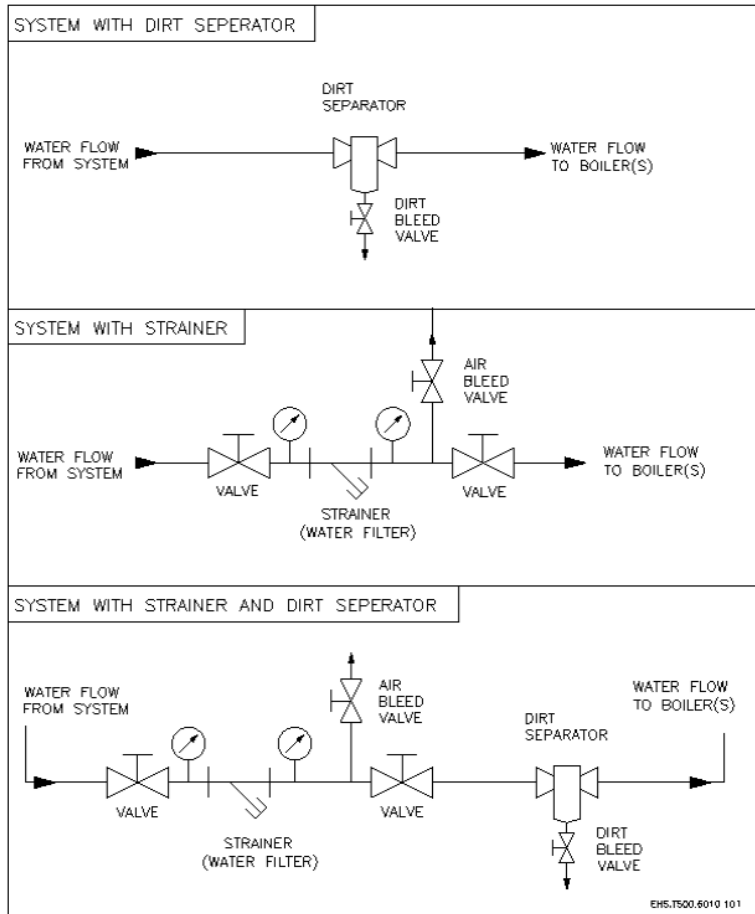 SYSTEM WITH DIRT SEPERATOR
DIRT
SEPARATOR
WATER FLOW
FROM SYSTEM
WATER FLOW
TO BOILER(S)
DIRT
BLEED
VALVE
SYSTEM WITH STRAINER
AIR
BLEED
VALVE
WATER FLOW
FROM SYSTEM
WATER FLOW
TO BOILER(S)
VALVE
VALVE
STRAINER
(WATER FILTER)
SYSTEM WITH STRAINER AND DIRT SEPERATOR
WATER FLOW
FROM SYSTEM
AIR
BLEED
VALVE
WATER FLOW
TO BOILER(S)
DIRT
SEPARATOR
VALVE
VALVE
STRAINER
(WATER FILTER)
DIRT
BLEED
VALVE
EHS.T500.6010 101